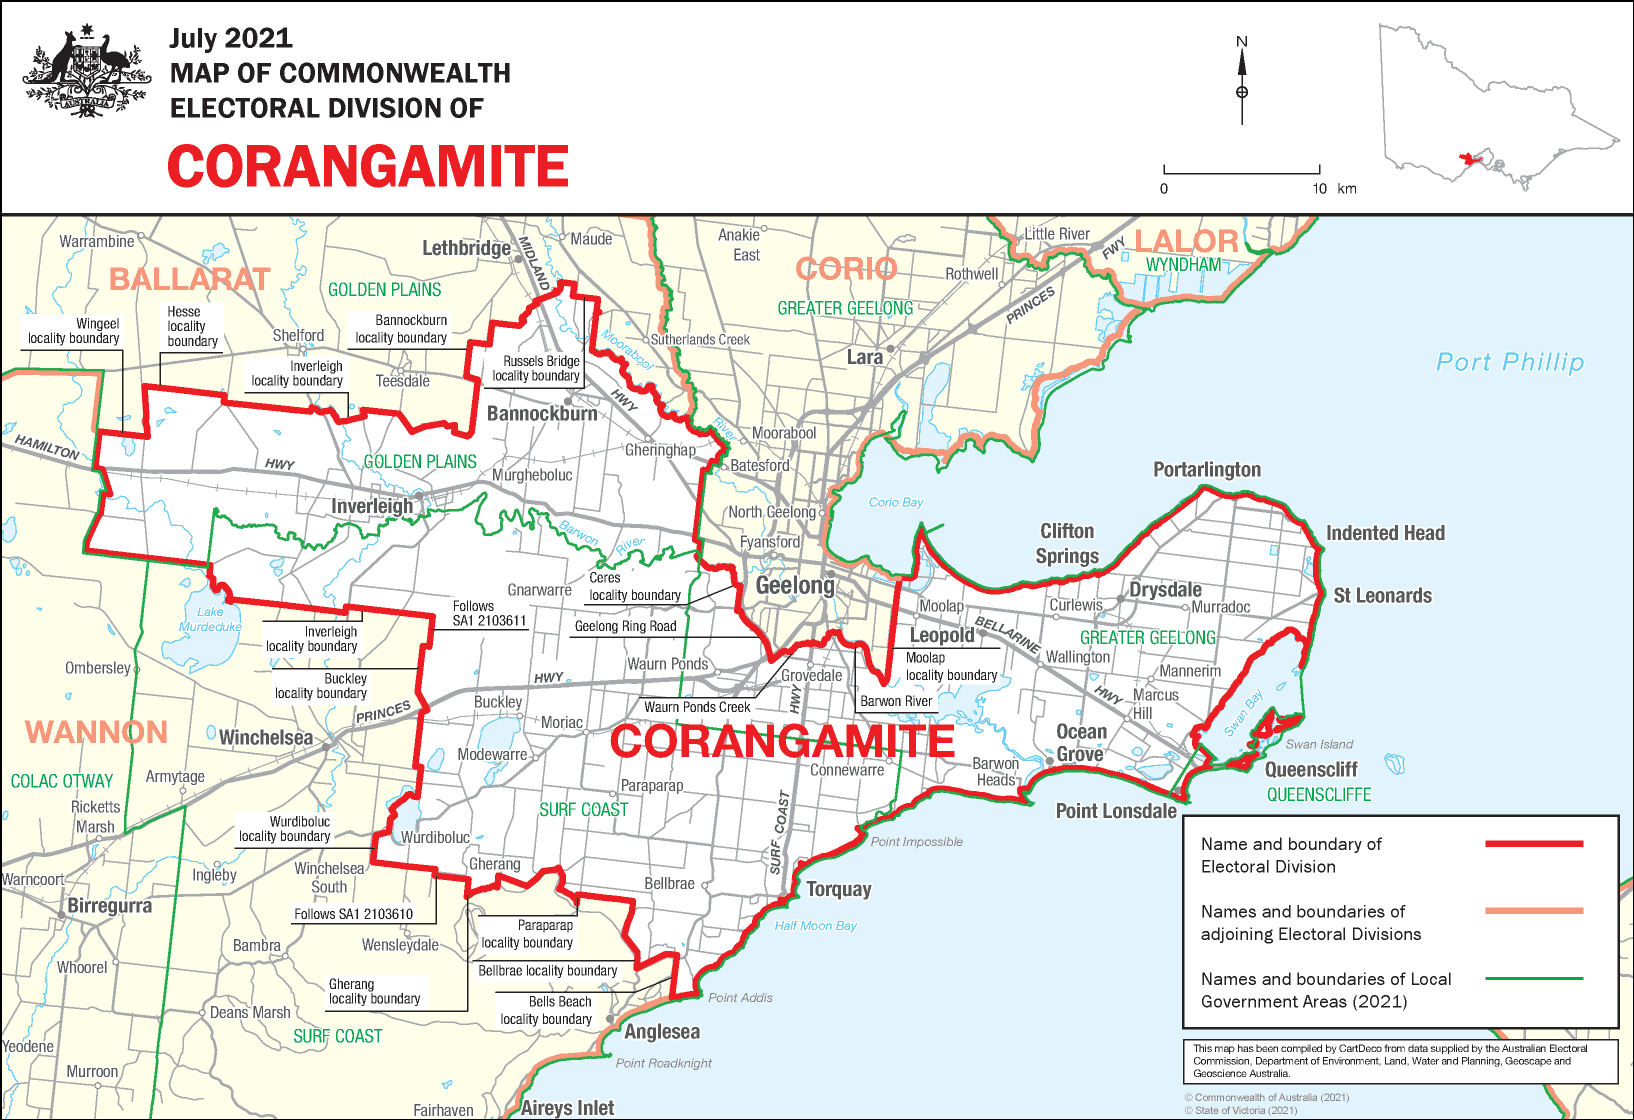 July 2021
MAP OF COMMONWEALTH
ELECTORAL DIVISION OF
CORANGAMITE
AUSTRALIA
N
0 10 km
Warrambine
BALLARAT
Lethbridge
MIDLAND
HWY
Maude
Anakie
East
CORIO
Little River
FWY
LALOR
WYNDHAM
GOLDEN PLAINS
GREATER GEELONG
Rothwell
PRINCES
Wingeel
locality boundary
Hesse
locality
boundary
Shelford
Bannockburn
locality boundary
Inverleigh
locality boundary
Teesdale
Russels Bridge
locality boundary
Moorabool
River
Sutherlands Creek
Lara
Port Phillip
Bannockburn
HAMILTON
HWY
GOLDEN PLAINS
Gheringhap
Murgheboluc
Moorabool
Batesford
Inverleigh
Barwon
River
North Geelong
Corio Bay
Fyansford
Portarlington
Clifton
Springs
Indented Head
Gnarwarre
Ceres
locality boundary
Geelong
Lake
Murdeduke
Follows
SA1 2103611
Geelong Ring Road
Moolap
Leopold
BELLARINE
HWY
Curlewis
Drysdale
Murradoc
St Leonards
GREATER GEELONG
Inverleigh
locality boundary
Ombersley
Buckley
locality boundary
Waurn Ponds
Grovedale
Moolap
locality boundary
Wallington
Mannerim
HWY
PRINCES
Buckley
Waurn Ponds Creek
HWY
Barwon River
Marcus
Hill
Swan Bay
WANNON
Winchelsea
Moriac
CORANGAMITE
Ocean
Grove
Swan Island
Modewarre
COLAC OTWAY
Armytage
Paraparap
Connewarre
Barwon
Heads
Queenscliff
QUEENSCLIFFE
Ricketts
Marsh
SURF COAST
SURF COAST
Point Lonsdale
Wurdiboluc
locality boundary
Wurdiboluc
Point Impossible
Gherang
Warncoort
Ingleby
Winchelsea
South
Bellbrae
Torquay
Birregurra
Follows SA1 2103610
Paraparap
locality boundary
Half Moon Bay
Bambra
Wensleydale
Whoorel
Bellbrae locality boundary
Gherang
locality boundary
Bells Beach
locality boundary
Point Addis
Deans Marsh
SURF COAST
Anglesea
Yeodene
Point Roadknight
Murroon
Fairhaven
Aireys Inlet
Name and boundary of
Electoral Division
Names and boundaries of
adjoining Electoral Divisions
Names and boundaries of Local
Government Areas (2021)
This map has been compiled by CartDeco from data supplied by the Australian Electoral
Commission, Department of Environment, Land, Water and Planning, Geoscape and
Geoscience Australia.
© Commonwealth of Australia (2021)
© State of Victoria (2021)